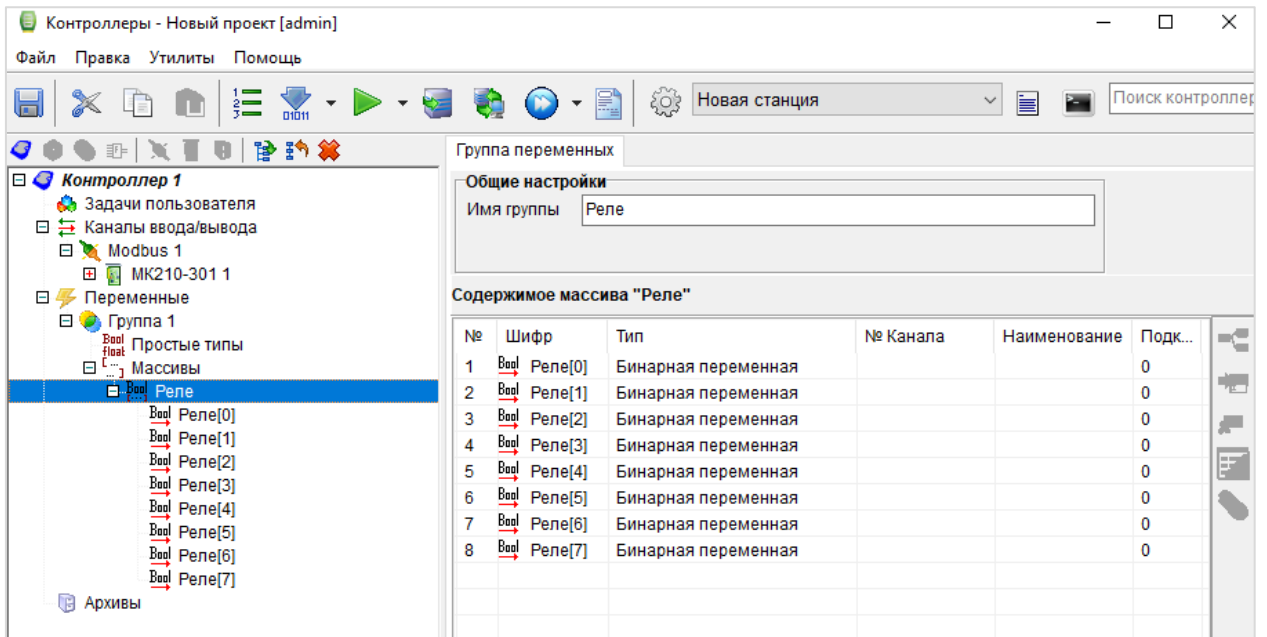 Контроллеры - Новый проект [admin]
Файл Правка Утилиты Помощь
Новая станция
Поиск контроллер
Группа переменных
Контроллер 1
Задачи пользователя
Каналы ввода/вывода
Modbus 1
МК210-301 1
Переменные
Группа 1
Bool float Простые типы
Массивы
Bool Реле
Bool Реле[0]
Bool Реле[1]
Bool Реле[2]
Bool Реле[3]
Bool Реле[4]
Bool Реле[5]
Bool Реле[6]
Bool Реле[7]
Архивы
Общие настройки
Имя группы Реле
Содержимое массива "Реле"
№ Шифр Тип № Канала Наименование Подк...
1 Bool Реле[0] Бинарная переменная 0
2 Bool Реле[1] Бинарная переменная 0
3 Bool Реле[2] Бинарная переменная 0
4 Bool Реле[3] Бинарная переменная 0
5 Bool Реле[4] Бинарная переменная 0
6 Bool Реле[5] Бинарная переменная 0
7 Bool Реле[6] Бинарная переменная 0
8 Bool Реле[7] Бинарная переменная 0
01011